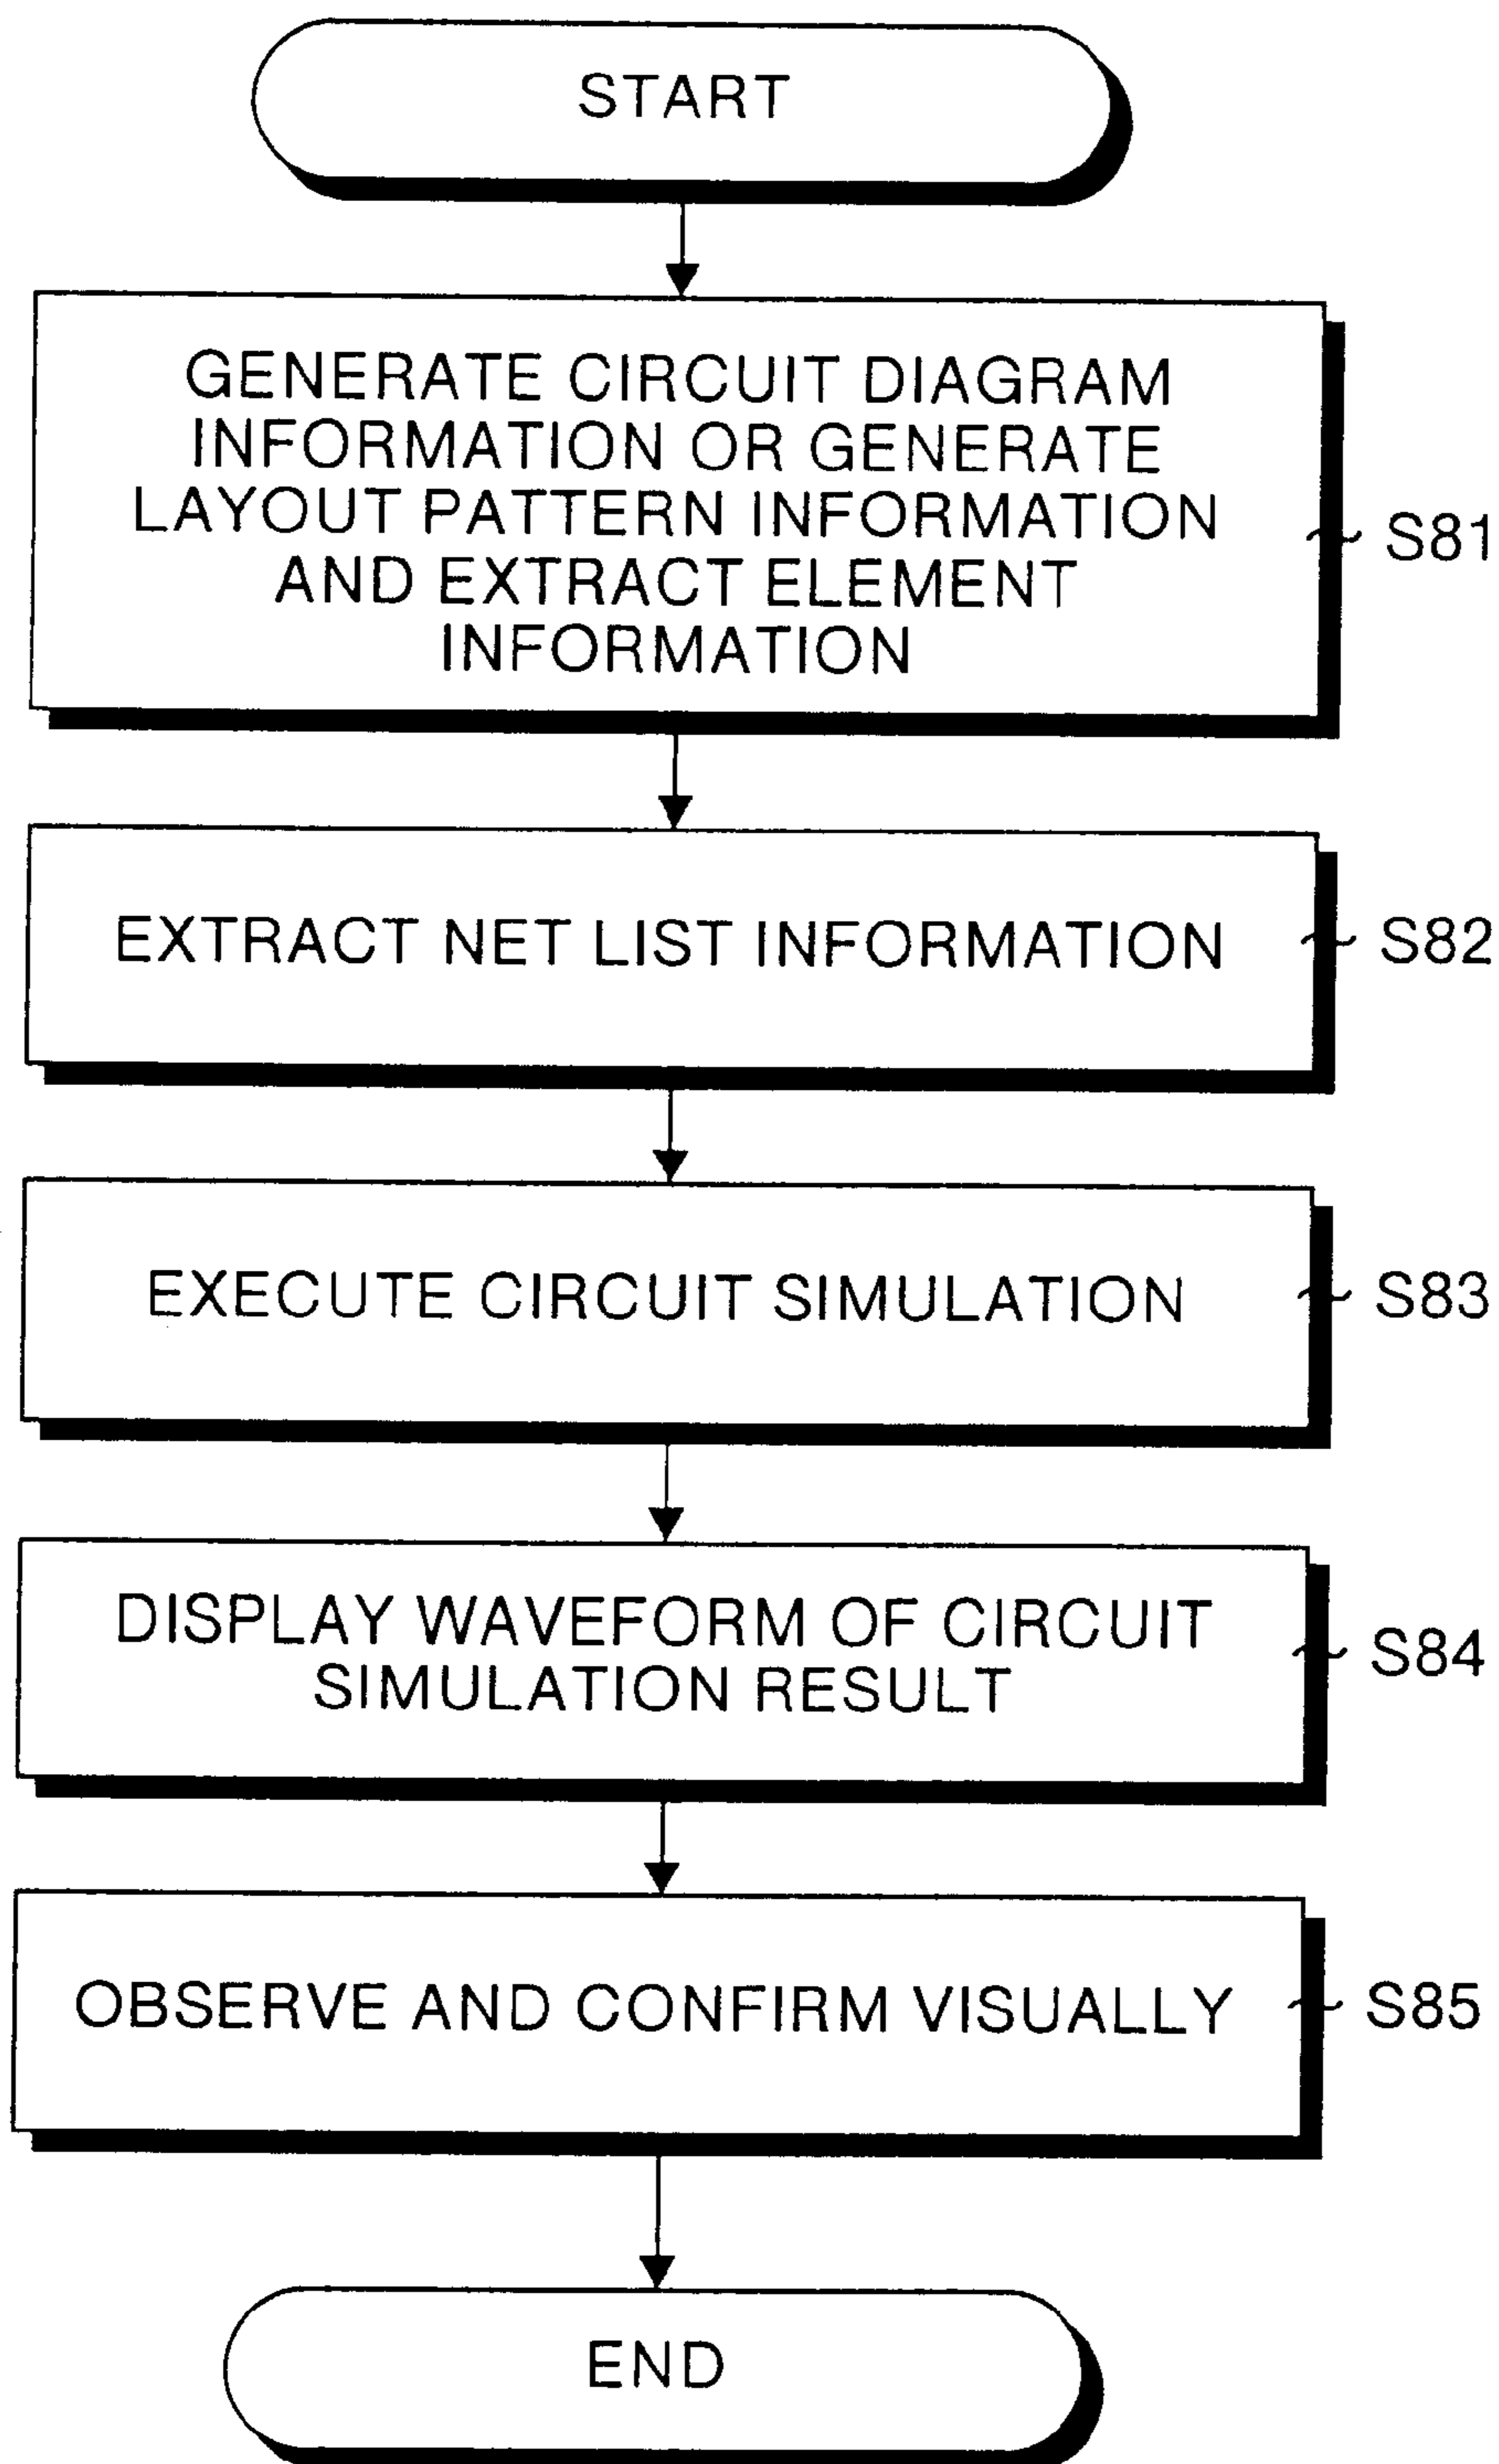 START
GENERATE CIRCUIT DIAGRAM
INFORMATION OR GENERATE
LAYOUT PATTERN INFORMATION
AND EXTRACT ELEMENT
INFORMATION
S81
EXTRACT NET LIST INFORMATION
S82
EXECUTE CIRCUIT SIMULATION
S83
DISPLAY WAVEFORM OF CIRCUIT
SIMULATION RESULT
S84
OBSERVE AND CONFIRM VISUALLY
S85
END